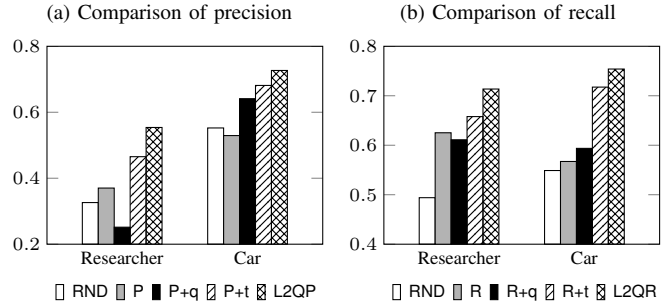 (a) Comparison of precision
0.8
0.6
0.4
0.2
Researcher Car
RND P P+q P+t L2QP
(b) Comparison of recall
0.8
0.7
0.6
0.5
0.4
Researcher Car
RND R R+q R+t L2QR